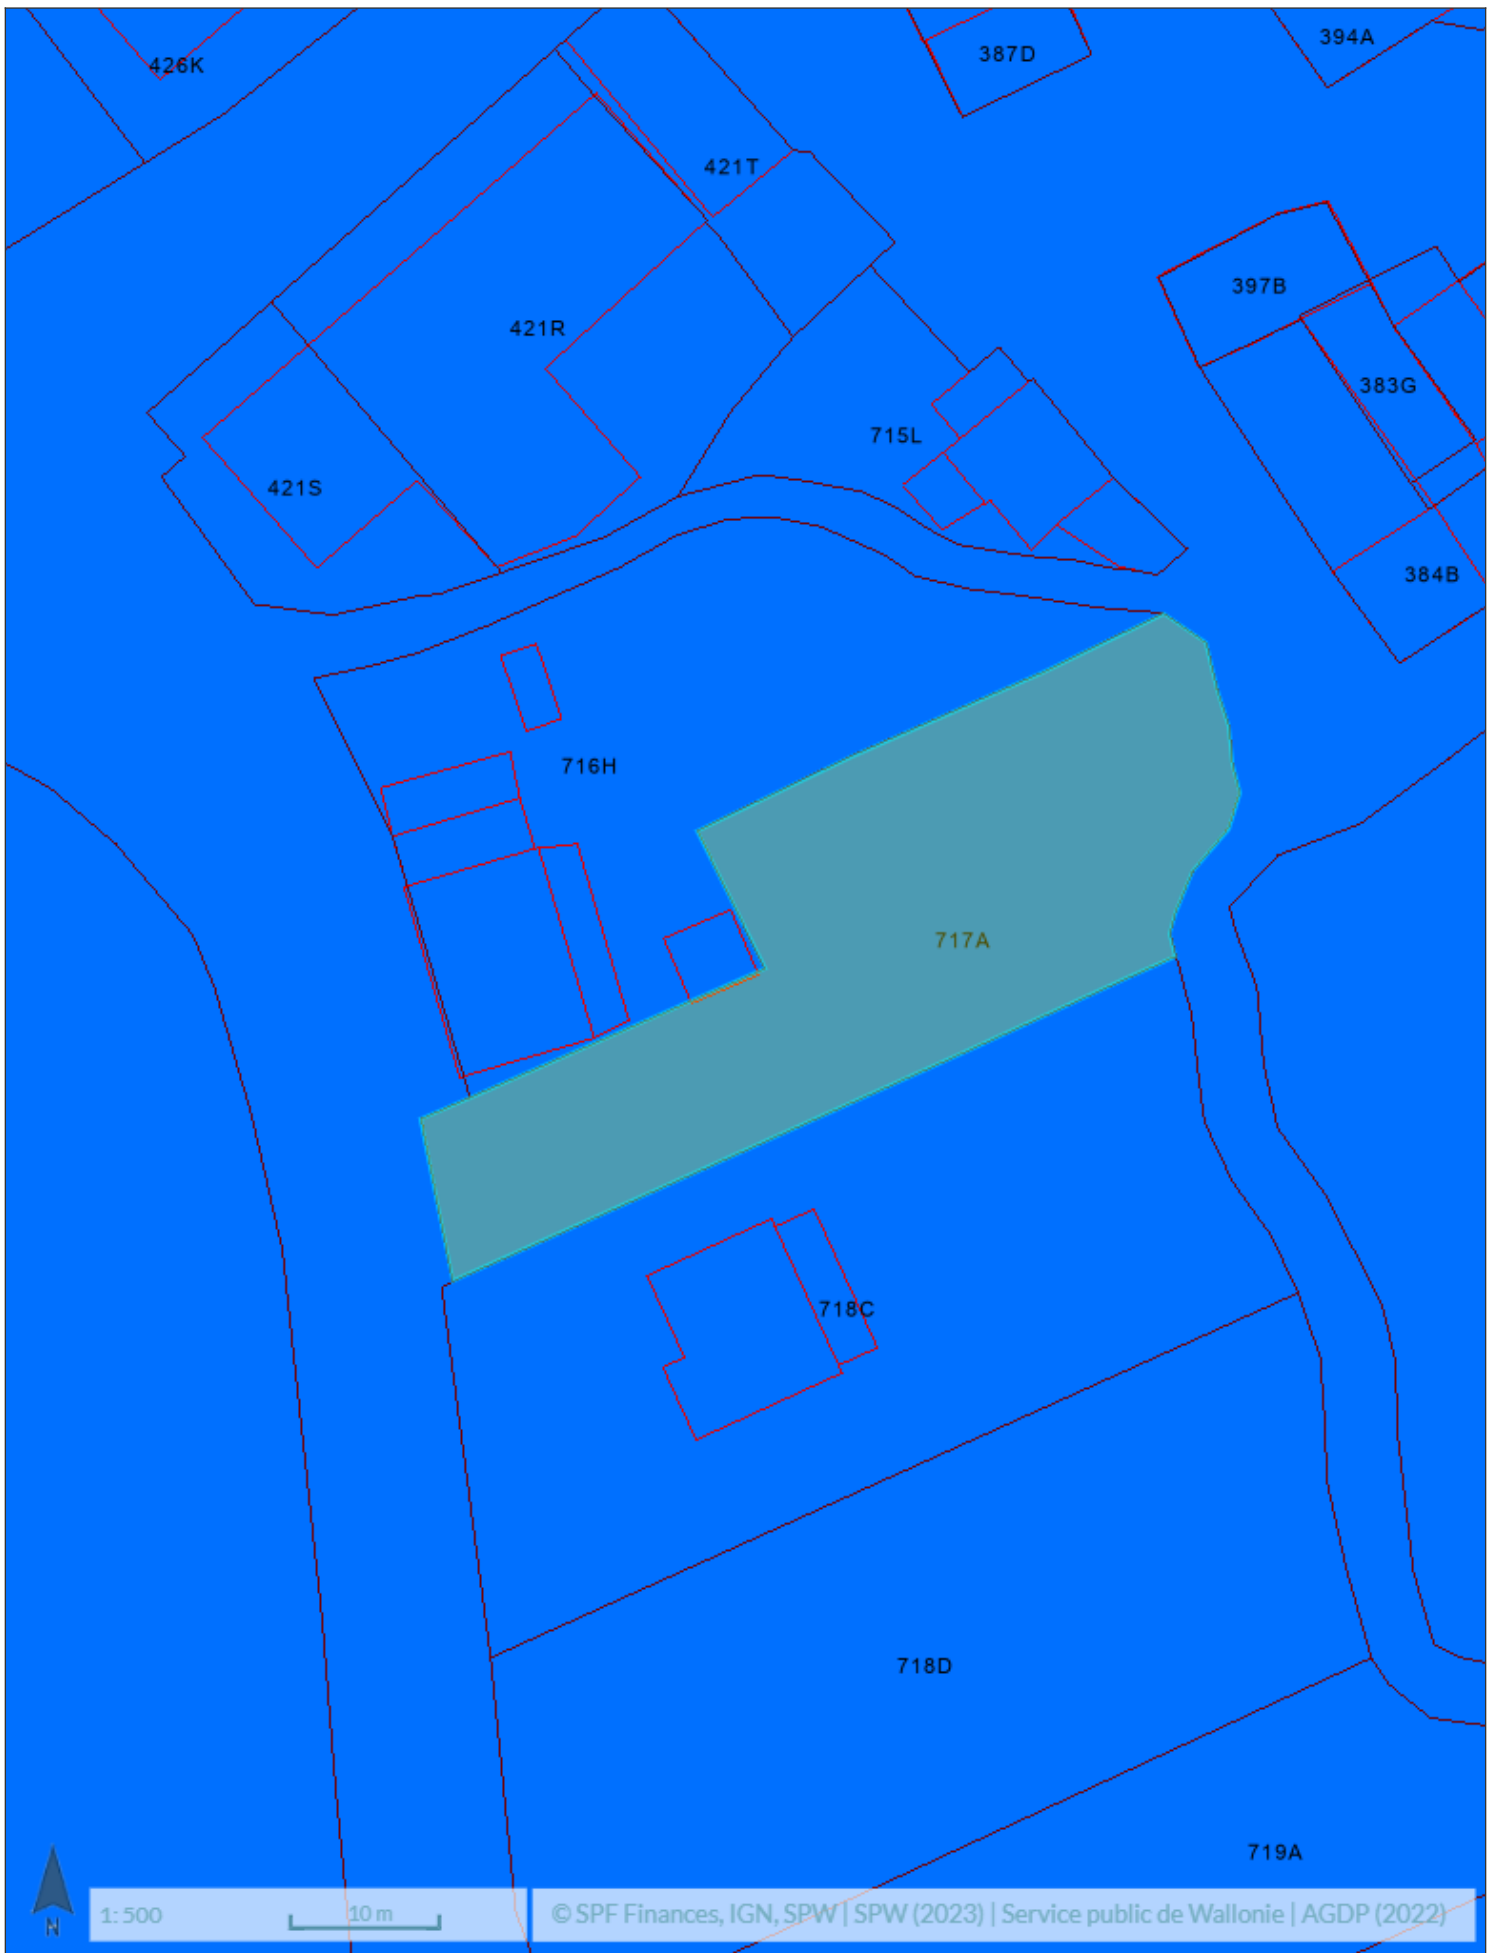 394A
387D
426K
421T
397B
421R
383G
715L
421S
384B
716H
717A
718C
718D
719A
1: 500
10 m
© SPF Finances, IGN, SPW | SPW (2023) | Service public de Wallonie | AGDP (2022)
N